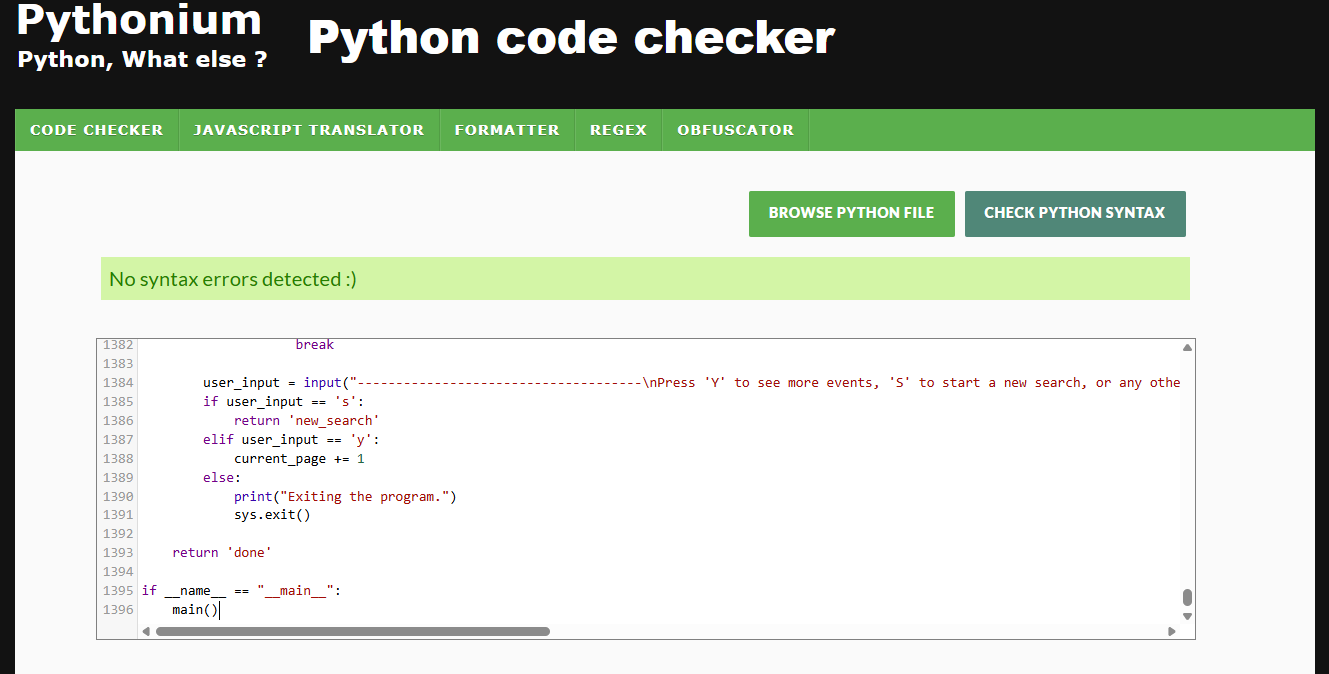 Pythonium
Python, What else ?
Python code checker
CODE CHECKER
JAVASCRIPT TRANSLATOR
FORMATTER
REGEX
OBFUSCATOR
BROWSE PYTHON FILE
CHECK PYTHON SYNTAX
No syntax errors detected :)
1382                    break
1383
1384        user_input = input("-------------------------------------\nPress 'Y' to see more events, 'S' to start a new search, or any othe
1385        if user_input == 's':
1386            return 'new_search'
1387        elif user_input == 'y':
1388            current_page += 1
1389        else:
1390            print("Exiting the program.")
1391            sys.exit()
1392
1393    return 'done'
1394
1395 if __name__ == "__main__":
1396    main()